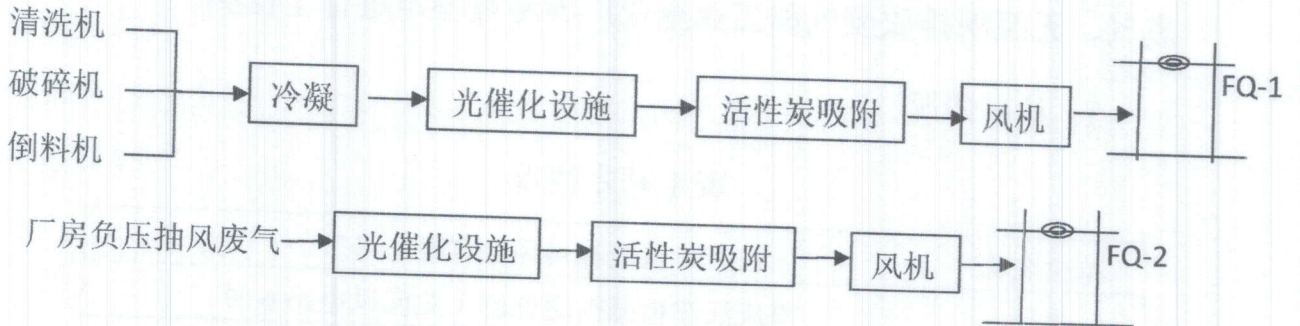 清洗机
破碎机
倒料机
冷凝
光催化设施
活性炭吸附
风机
FQ-1
厂房负压抽风废气
光催化设施
活性炭吸附
风机
FQ-2